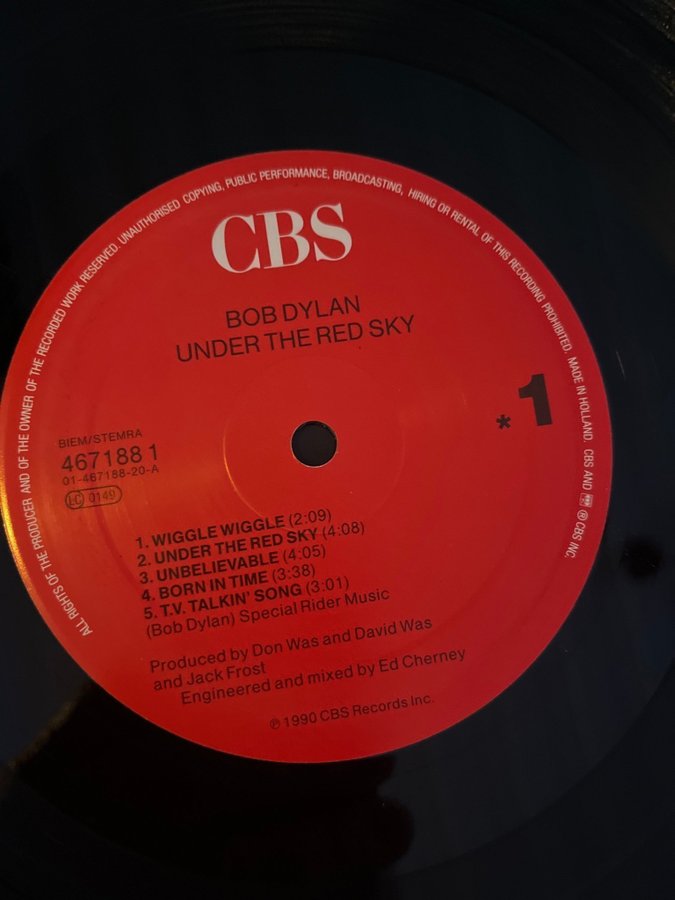 ALL RIGHTS OF THE PRODUCER AND OF THE OWNER OF THE RECORDED WORK RESERVED. UNAUTHORISED COPYING, PUBLIC PERFORMANCE, BROADCASTING, HIRING OR RENTAL OF THIS RECORDING PROHIBITED. MADE IN HOLLAND. CBS AND ® CBS INC.
CBS
BOB DYLAN
UNDER THE RED SKY
*1
BIEM/STEMRA
467188 1
01-467188-20-A
LC 0149
1. WIGGLE WIGGLE (2:09)
2. UNDER THE RED SKY (4:08)
3. UNBELIEVABLE (4:05)
4. BORN IN TIME (3:38)
5. T.V. TALKIN' SONG (3:01)
(Bob Dylan) Special Rider Music
Produced by Don Was and David Was
and Jack Frost
Engineered and mixed by Ed Cherney
℗ 1990 CBS Records Inc.